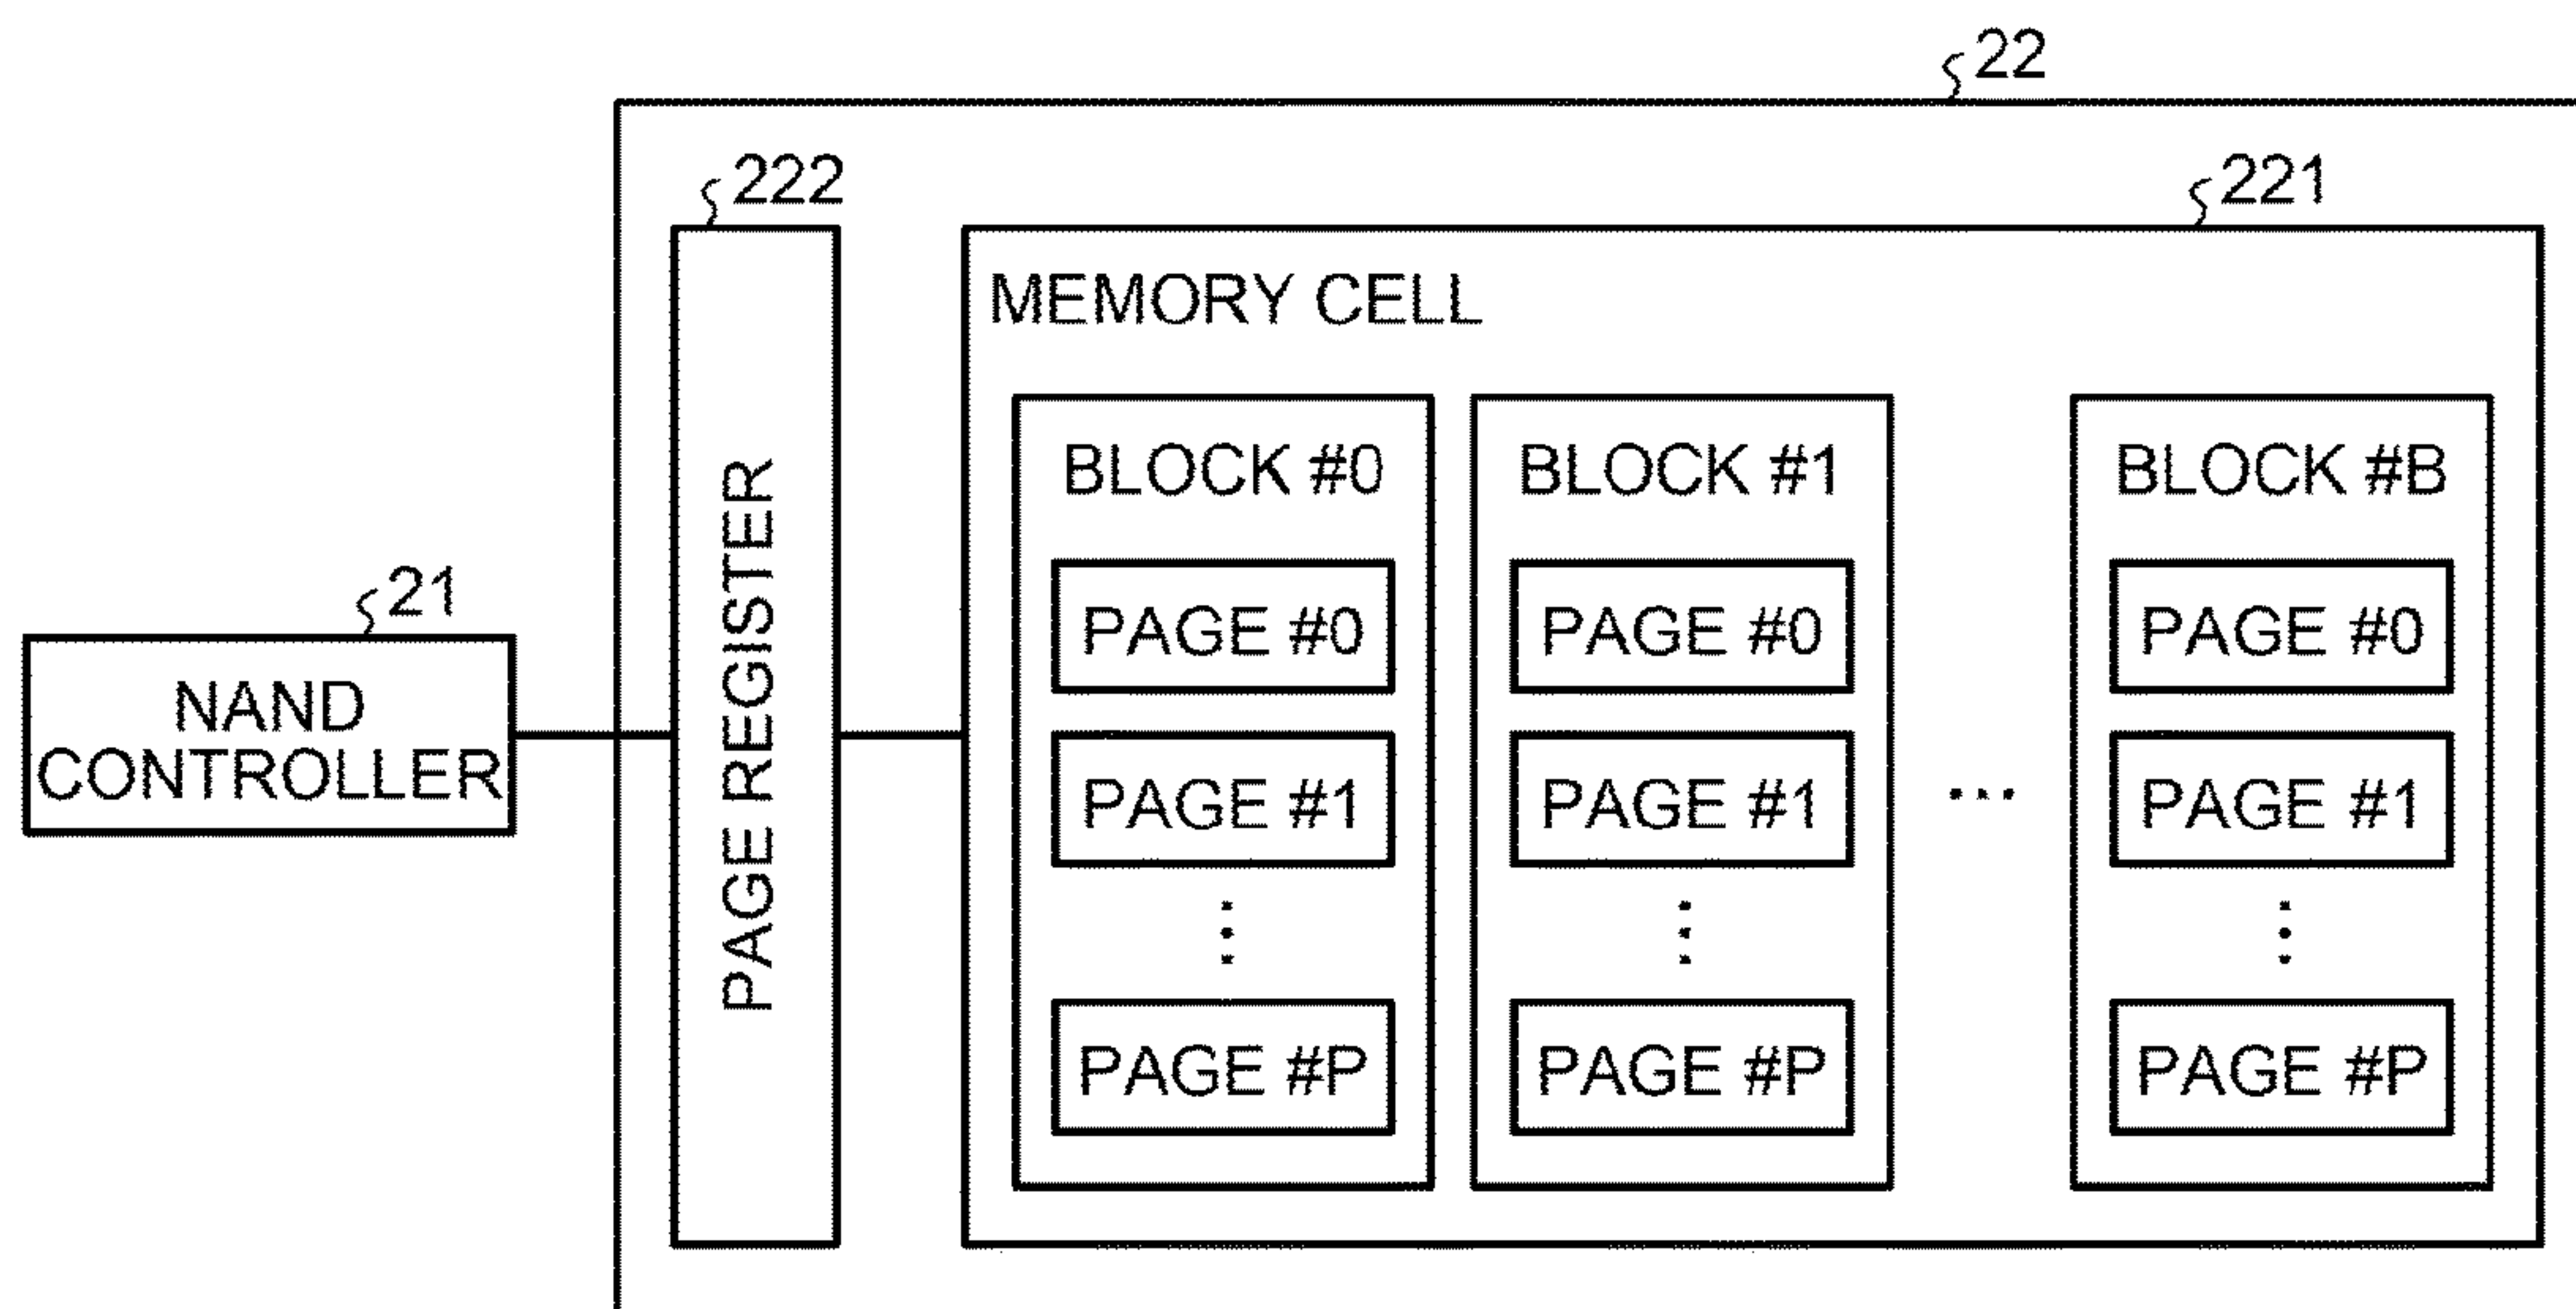 22
222
221
MEMORY CELL
BLOCK #0
BLOCK #1
BLOCK #B
PAGE REGISTER
21
NAND
CONTROLLER
PAGE #0
PAGE #0
PAGE #0
PAGE #1
PAGE #1
...
PAGE #1
PAGE #P
PAGE #P
PAGE #P